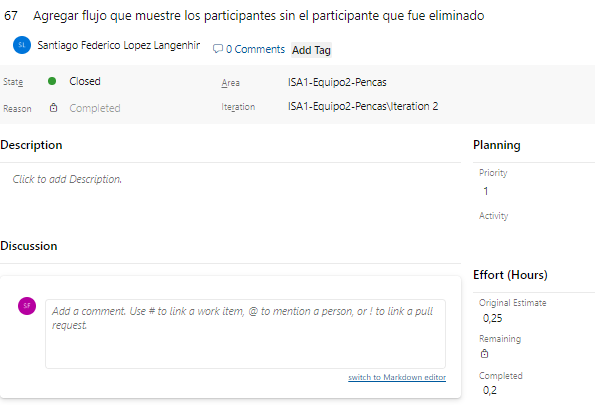 67 Agregar flujo que muestre los participantes sin el participante que fue eliminado
SL Santiago Federico Lopez Langenhir 0 Comments Add Tag
State Closed Area ISA1-Equipo2-Pencas
Reason Completed Iteration ISA1-Equipo2-Pencas\Iteration 2
Description
Click to add Description.
Planning
Priority
1
Activity
Discussion
SF
Add a comment. Use # to link a work item, @ to mention a person, or ! to link a pull
request.
switch to Markdown editor
Effort (Hours)
Original Estimate
0,25
Remaining
Completed
0,2